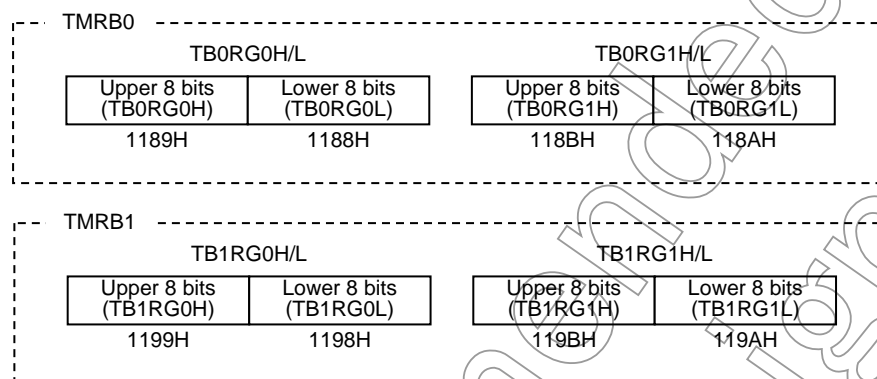 TMRB0
TB0RG0H/L TB0RG1H/L
Upper 8 bits Lower 8 bits Upper 8 bits Lower 8 bits
(TB0RG0H) (TB0RG0L) (TB0RG1H) (TB0RG1L)
1189H 1188H 118BH 118AH
TMRB1
TB1RG0H/L TB1RG1H/L
Upper 8 bits Lower 8 bits Upper 8 bits Lower 8 bits
(TB1RG0H) (TB1RG0L) (TB1RG1H) (TB1RG1L)
1199H 1198H 119BH 119AH